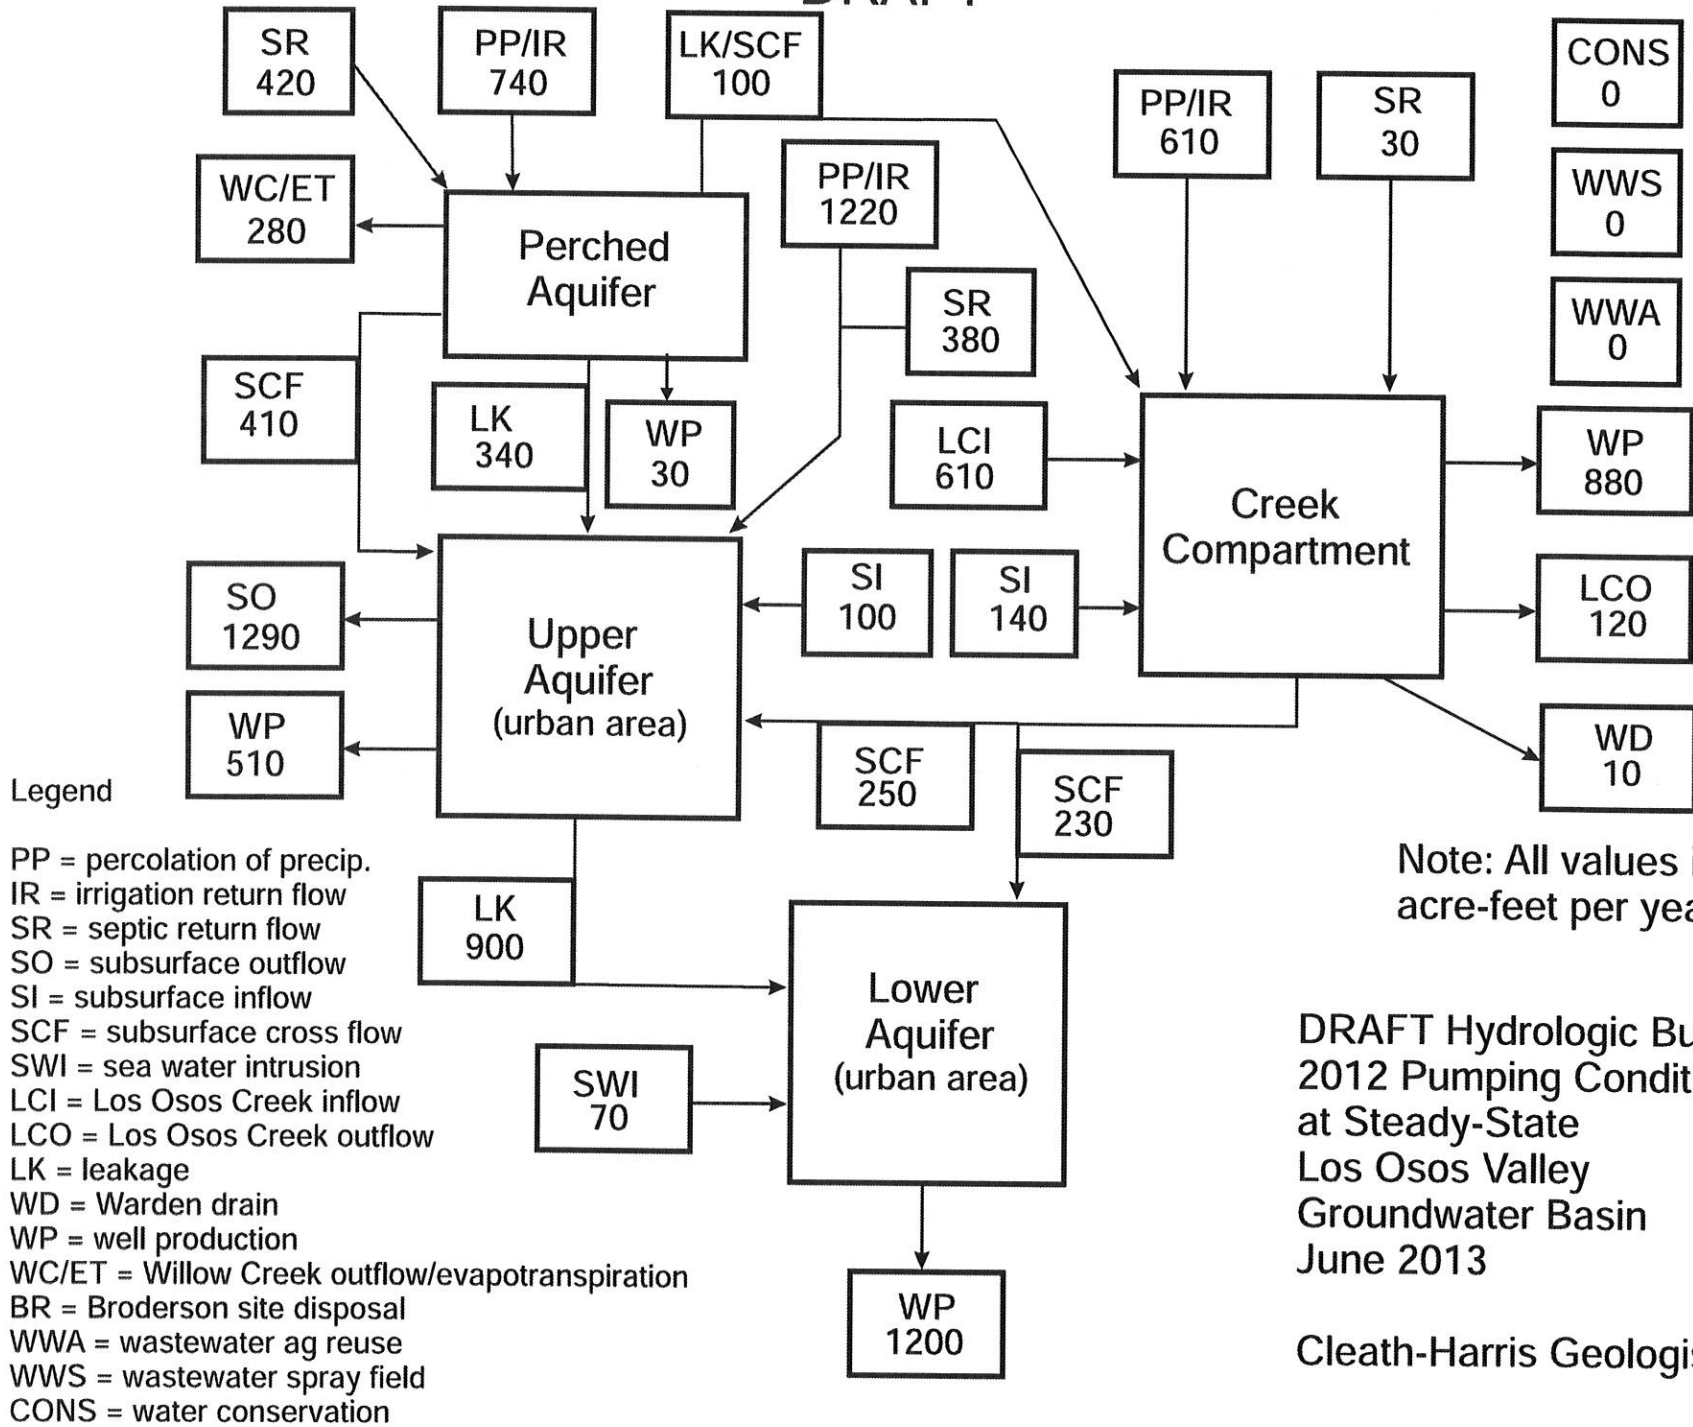 DRAFT
SR
420
PP/IR
740
LK/SCF
100
PP/IR
610
SR
30
CONS
0
WC/ET
280
Perched
Aquifer
PP/IR
1220
WWS
0
SR
380
WWA
0
SCF
410
LK
340
WP
30
LCI
610
Creek
Compartment
WP
880
SO
1290
Upper
Aquifer
(urban area)
SI
100
SI
140
LCO
120
WP
510
SCF
250
SCF
230
WD
10
LK
900
Lower
Aquifer
(urban area)
SWI
70
WP
1200
Legend
PP = percolation of precip.
IR = irrigation return flow
SR = septic return flow
SO = subsurface outflow
SI = subsurface inflow
SCF = subsurface cross flow
SWI = sea water intrusion
LCI = Los Osos Creek inflow
LCO = Los Osos Creek outflow
LK = leakage
WD = Warden drain
WP = well production
WC/ET = Willow Creek outflow/evapotranspiration
BR = Broderson site disposal
WWA = wastewater ag reuse
WWS = wastewater spray field
CONS = water conservation
Note: All values
acre-feet per
DRAFT Hydrologic
2012 Pumping
at Steady-State
Los Osos Valley
Groundwater Basin
June 2013
Cleath-Harris